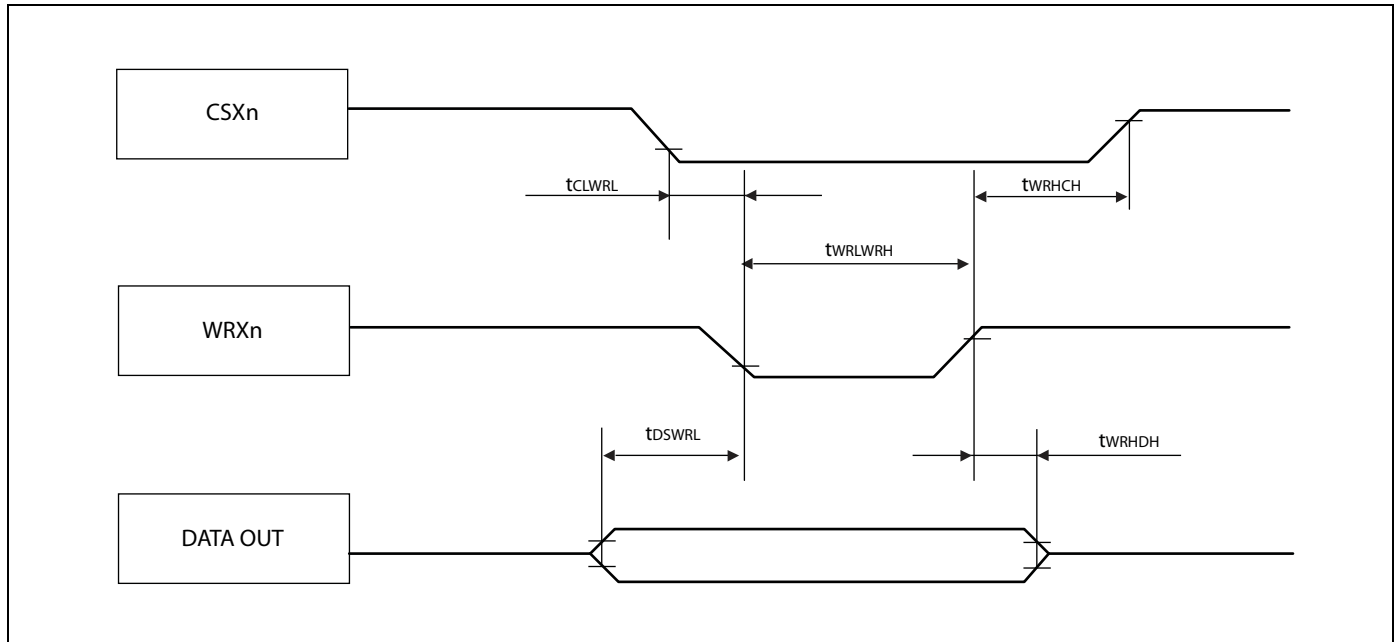 CSXn
tCLWRL
tWRHCH
tWRLWRH
WRXn
tDSWRL
tWRHDH
DATA OUT